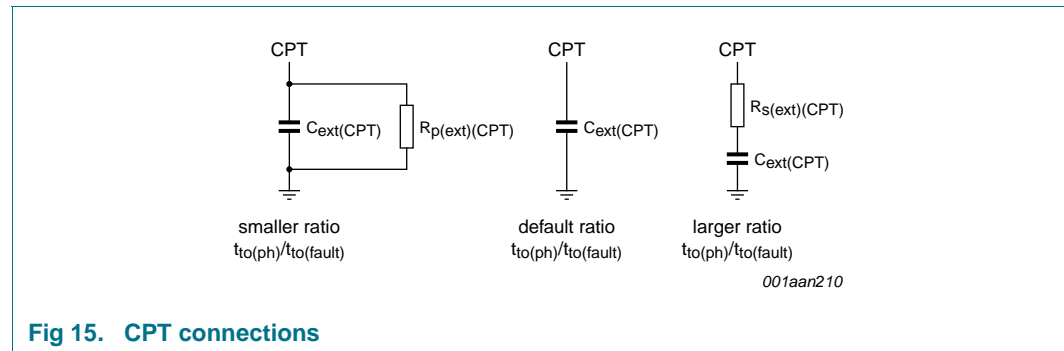 CPT
Cext(CPT)
Rp(ext)(CPT)
smaller ratio
tto(ph)/tto(fault)
CPT
Cext(CPT)
default ratio
tto(ph)/tto(fault)
CPT
Rs(ext)(CPT)
Cext(CPT)
larger ratio
tto(ph)/tto(fault)
001aan210
Fig 15. CPT connections